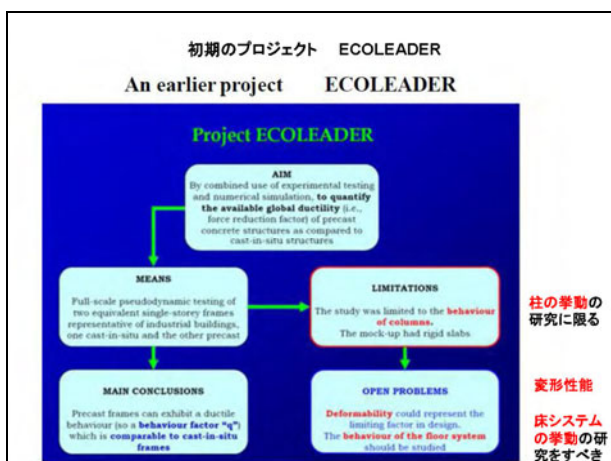 初期のプロジェクト ECOLEADER
An earlier project ECOLEADER
Project ECOLEADER
AIM
By combined use of experimental testing
and numerical simulation, to quantify
the available global ductility (i.e.,
force reduction factor) of precast
concrete structures as compared to
cast-in-situ structures
MEANS
Full-scale pseudodynamic testing of
two equivalent single-storey frames
representative of industrial buildings,
one cast-in-situ and the other precast
LIMITATIONS
The study was limited to the behaviour
of columns.
The mock-up had rigid slabs
柱の挙動の
研究に限る
MAIN CONCLUSIONS
Precast frames can exhibit a ductile
behaviour (so a behaviour factor “q”)
which is comparable to cast-in-situ
frames
OPEN PROBLEMS
Deformability could represent the
limiting factor in design.
The behaviour of the floor system
should be studied
変形性能
床システム
の挙動の研
究をすべき